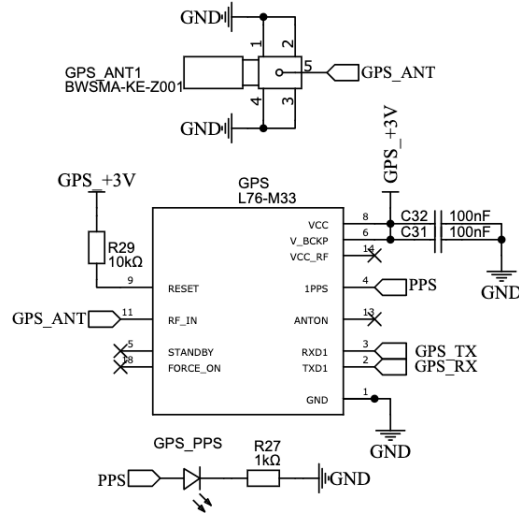 GND
1
2
GPS_ANT1
BWSMA-KE-Z001
5
GPS_ANT
4
3
GND
GPS_+3V
GPS_+3V
GPS
L76-M33
VCC 8 C32 100nF
V_BCKP 6 C31 100nF
VCC_RF 14
R29
10kΩ
9 RESET
1PPS 4 PPS
GND
GPS_ANT 11 RF_IN
ANTON 13
5 STANDBY
RXD1 3 GPS_TX
18 FORCE_ON
TXD1 2 GPS_RX
GND 1
GND
GPS_PPS
R27
1kΩ
PPS
GND